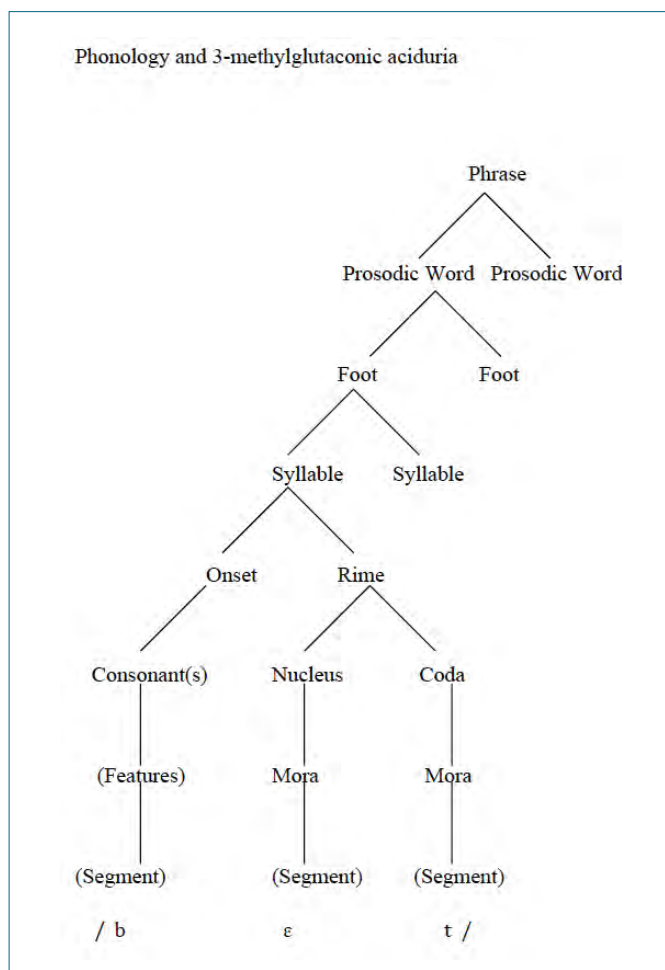 Phonology and 3-methylglutaconic aciduria
Phrase
Prosodic Word Prosodic Word
Foot Foot
Syllable Syllable
Onset Rime
Consonant(s) Nucleus Coda
(Features) Mora Mora
(Segment) (Segment) (Segment)
/ b ε t /